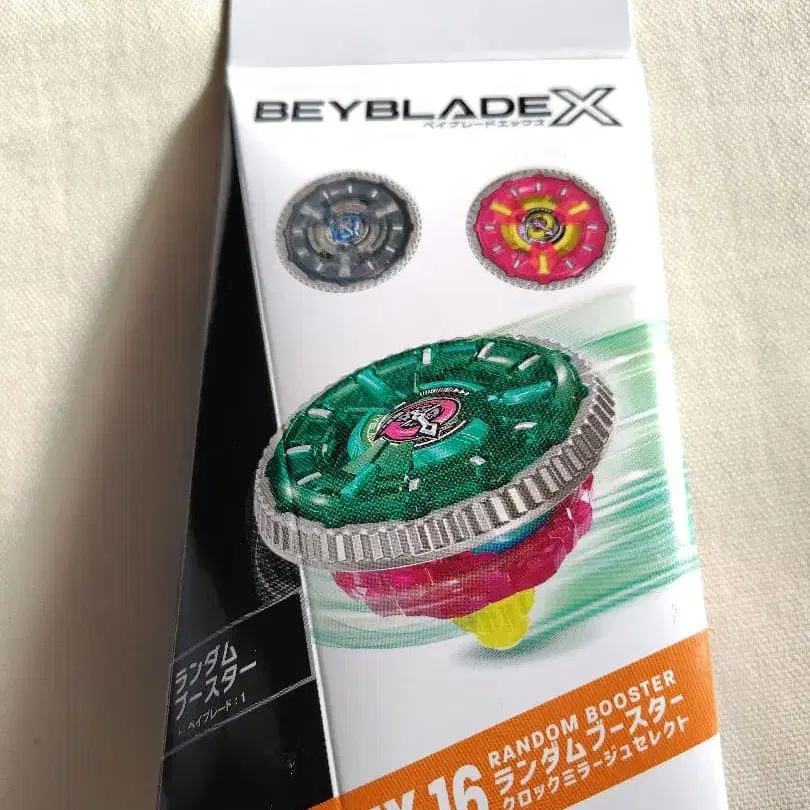 BEYBLADE X
ベイブレードエックス
ランダム
ブースター
ベイブレード:1
X-16
RANDOM BOOSTER
ランダムブースター
クロックミラージュセレクト